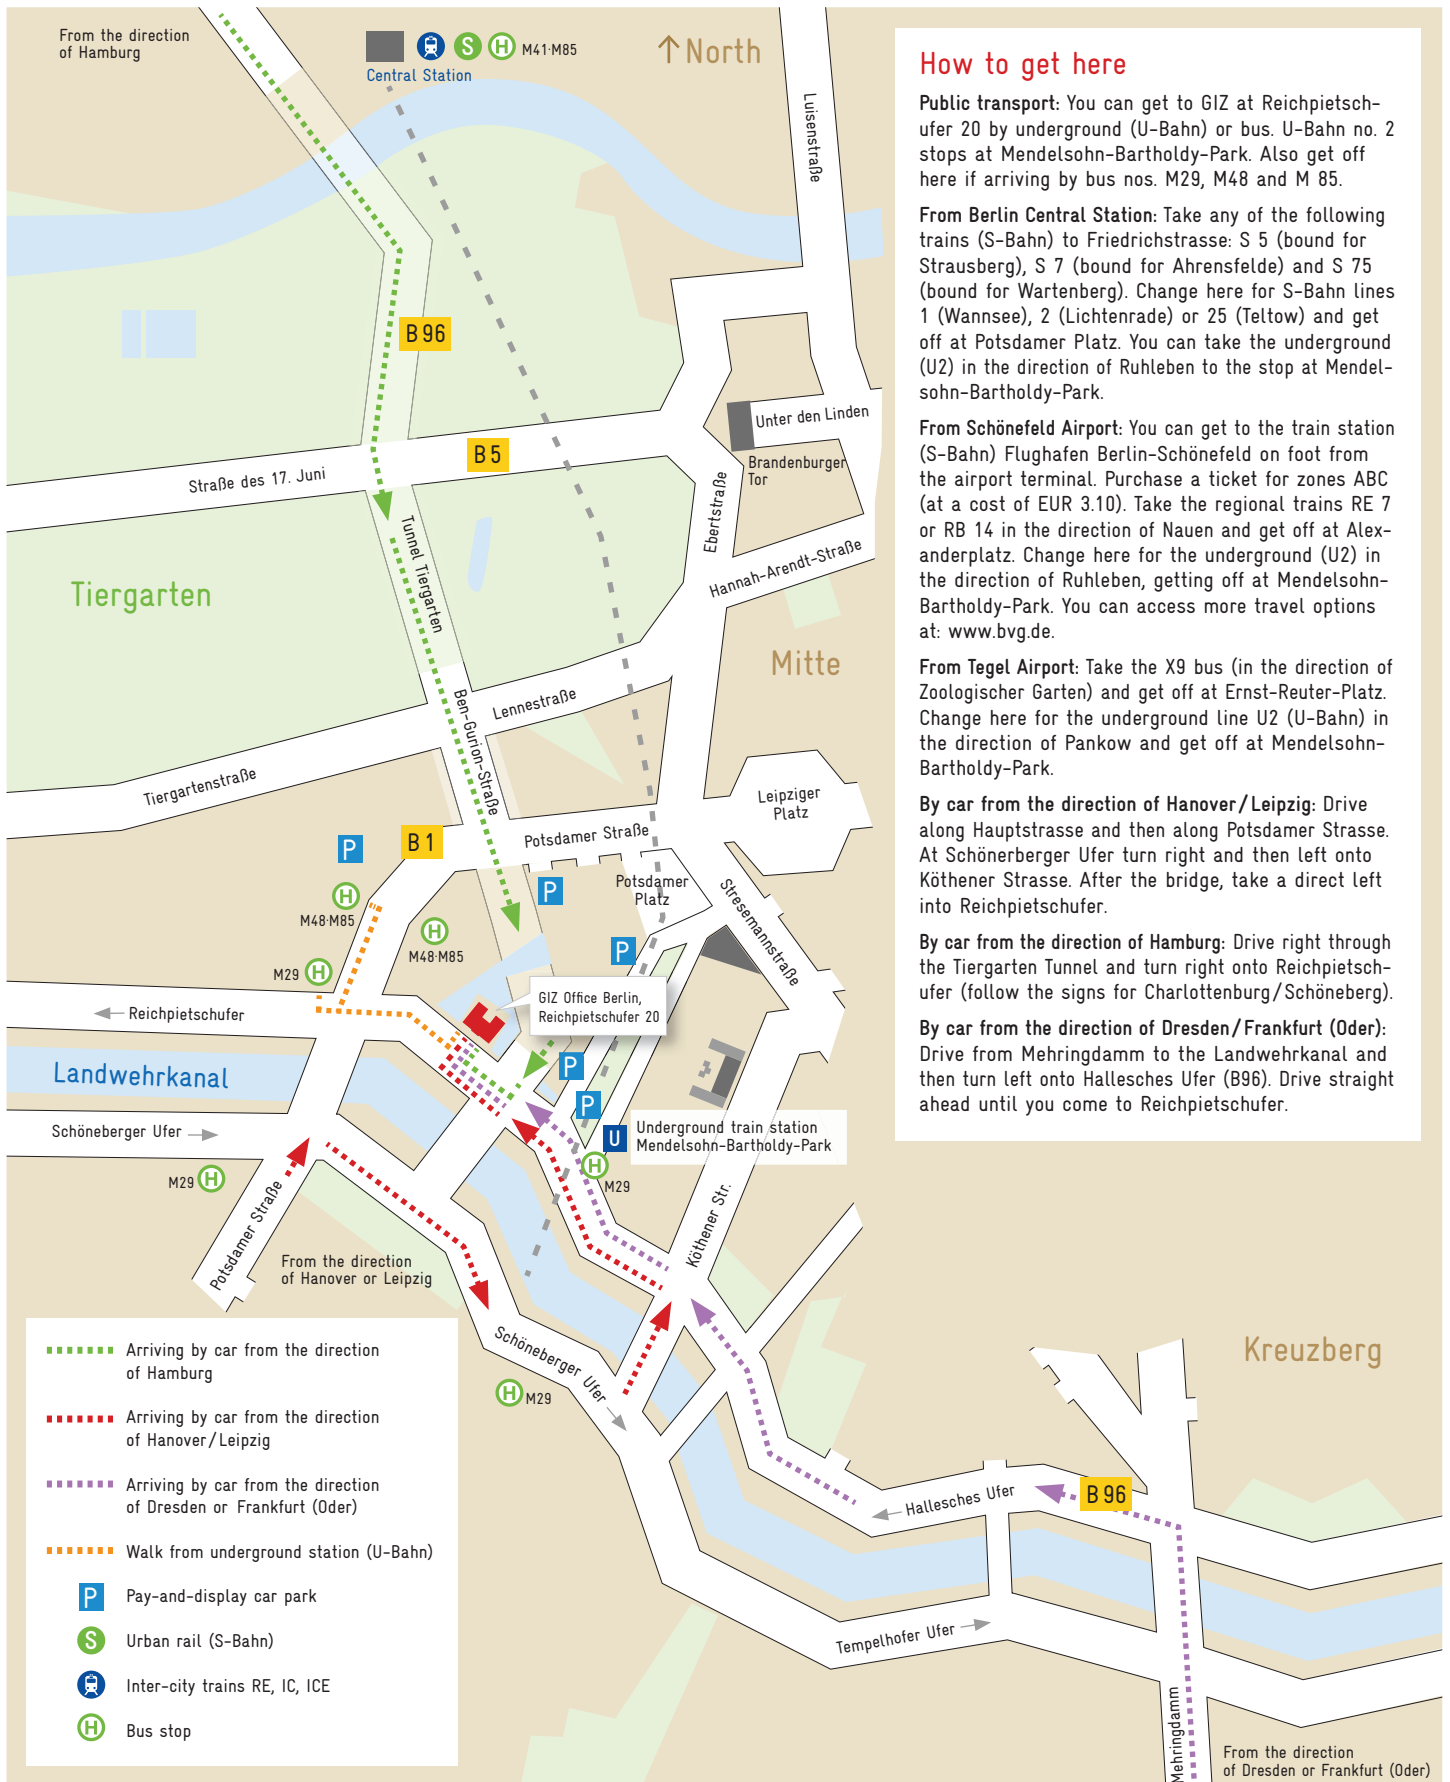 From the direction
of Hamburg
M41·M85
Central Station
North
Luisenstraße
B 96
B 5
Straße des 17. Juni
Unter den Linden
Brandenburger
Tor
Ebertstraße
Hannah-Arendt-Straße
Tunnel Tiergarten
Tiergarten
Mitte
Lennestraße
Ben-Gurion-Straße
Tiergartenstraße
Leipziger
Platz
B 1
Potsdamer Straße
P
P
Potsdamer
Platz
Stresemannstraße
H
M48·M85
H
M48·M85
P
M29 H
GIZ Office Berlin,
Reichpietschufer 20
Reichpietschufer
Landwehrkanal
P
P
Schöneberger Ufer
U
Underground train station
Mendelsohn-Bartholdy-Park
M29 H
H
M29
Potsdamer Straße
Köthener Str.
From the direction
of Hanover or Leipzig
Schöneberger Ufer
H M29
Kreuzberg
Hallesches Ufer
B 96
Tempelhofer Ufer
Mehringdamm
From the direction
of Dresden or Frankfurt (Oder)
Arriving by car from the direction
of Hamburg
Arriving by car from the direction
of Hanover/Leipzig
Arriving by car from the direction
of Dresden or Frankfurt (Oder)
Walk from underground station (U-Bahn)
P Pay-and-display car park
S Urban rail (S-Bahn)
Inter-city trains RE, IC, ICE
H Bus stop
How to get here
Public transport: You can get to GIZ at Reichpietsch-
ufer 20 by underground (U-Bahn) or bus. U-Bahn no. 2
stops at Mendelsohn-Bartholdy-Park. Also get off
here if arriving by bus nos. M29, M48 and M 85.
From Berlin Central Station: Take any of the following
trains (S-Bahn) to Friedrichstrasse: S 5 (bound for
Strausberg), S 7 (bound for Ahrensfelde) and S 75
(bound for Wartenberg). Change here for S-Bahn lines
1 (Wannsee), 2 (Lichtenrade) or 25 (Teltow) and get
off at Potsdamer Platz. You can take the underground
(U2) in the direction of Ruhleben to the stop at Mendel-
sohn-Bartholdy-Park.
From Schönefeld Airport: You can get to the train station
(S-Bahn) Flughafen Berlin-Schönefeld on foot from
the airport terminal. Purchase a ticket for zones ABC
(at a cost of EUR 3.10). Take the regional trains RE 7
or RB 14 in the direction of Nauen and get off at Alex-
anderplatz. Change here for the underground (U2) in
the direction of Ruhleben, getting off at Mendelsohn-
Bartholdy-Park. You can access more travel options
at: www.bvg.de.
From Tegel Airport: Take the X9 bus (in the direction of
Zoologischer Garten) and get off at Ernst-Reuter-Platz.
Change here for the underground line U2 (U-Bahn) in
the direction of Pankow and get off at Mendelsohn-
Bartholdy-Park.
By car from the direction of Hanover/Leipzig: Drive
along Hauptstrasse and then along Potsdamer Strasse.
At Schönerberger Ufer turn right and then left onto
Köthener Strasse. After the bridge, take a direct left
into Reichpietschufer.
By car from the direction of Hamburg: Drive right through
the Tiergarten Tunnel and turn right onto Reichpietsch-
ufer (follow the signs for Charlottenburg/Schöneberg).
By car from the direction of Dresden/Frankfurt (Oder):
Drive from Mehringdamm to the Landwehrkanal and
then turn left onto Hallesches Ufer (B96). Drive straight
ahead until you come to Reichpietschufer.